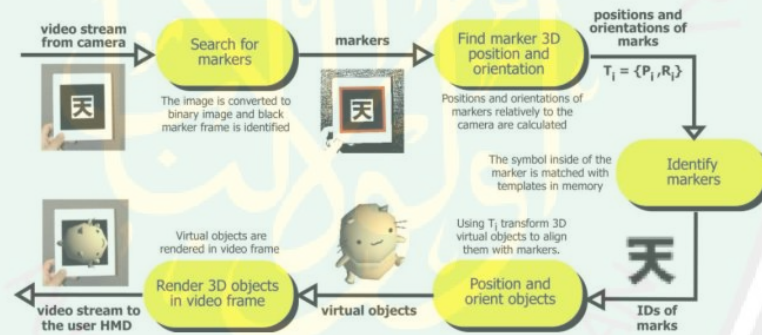 video stream
from camera
Search for
markers
The image is converted to
binary image and black
marker frame is identified
markers
天
天
Find marker 3D
position and
orientation
Positions and orientations of
markers relatively to the
camera are calculated
positions and
orientations of
marks
Ti = {Pi,Ri}
Identify
markers
The symbol inside of the
marker is matched with
templates in memory
天
IDs of
marks
Position and
orient objects
Using Ti transform 3D
virtual objects to align
them with markers.
virtual objects
Render 3D objects
in video frame
Virtual objects are
rendered in video frame
video stream to
the user HMD